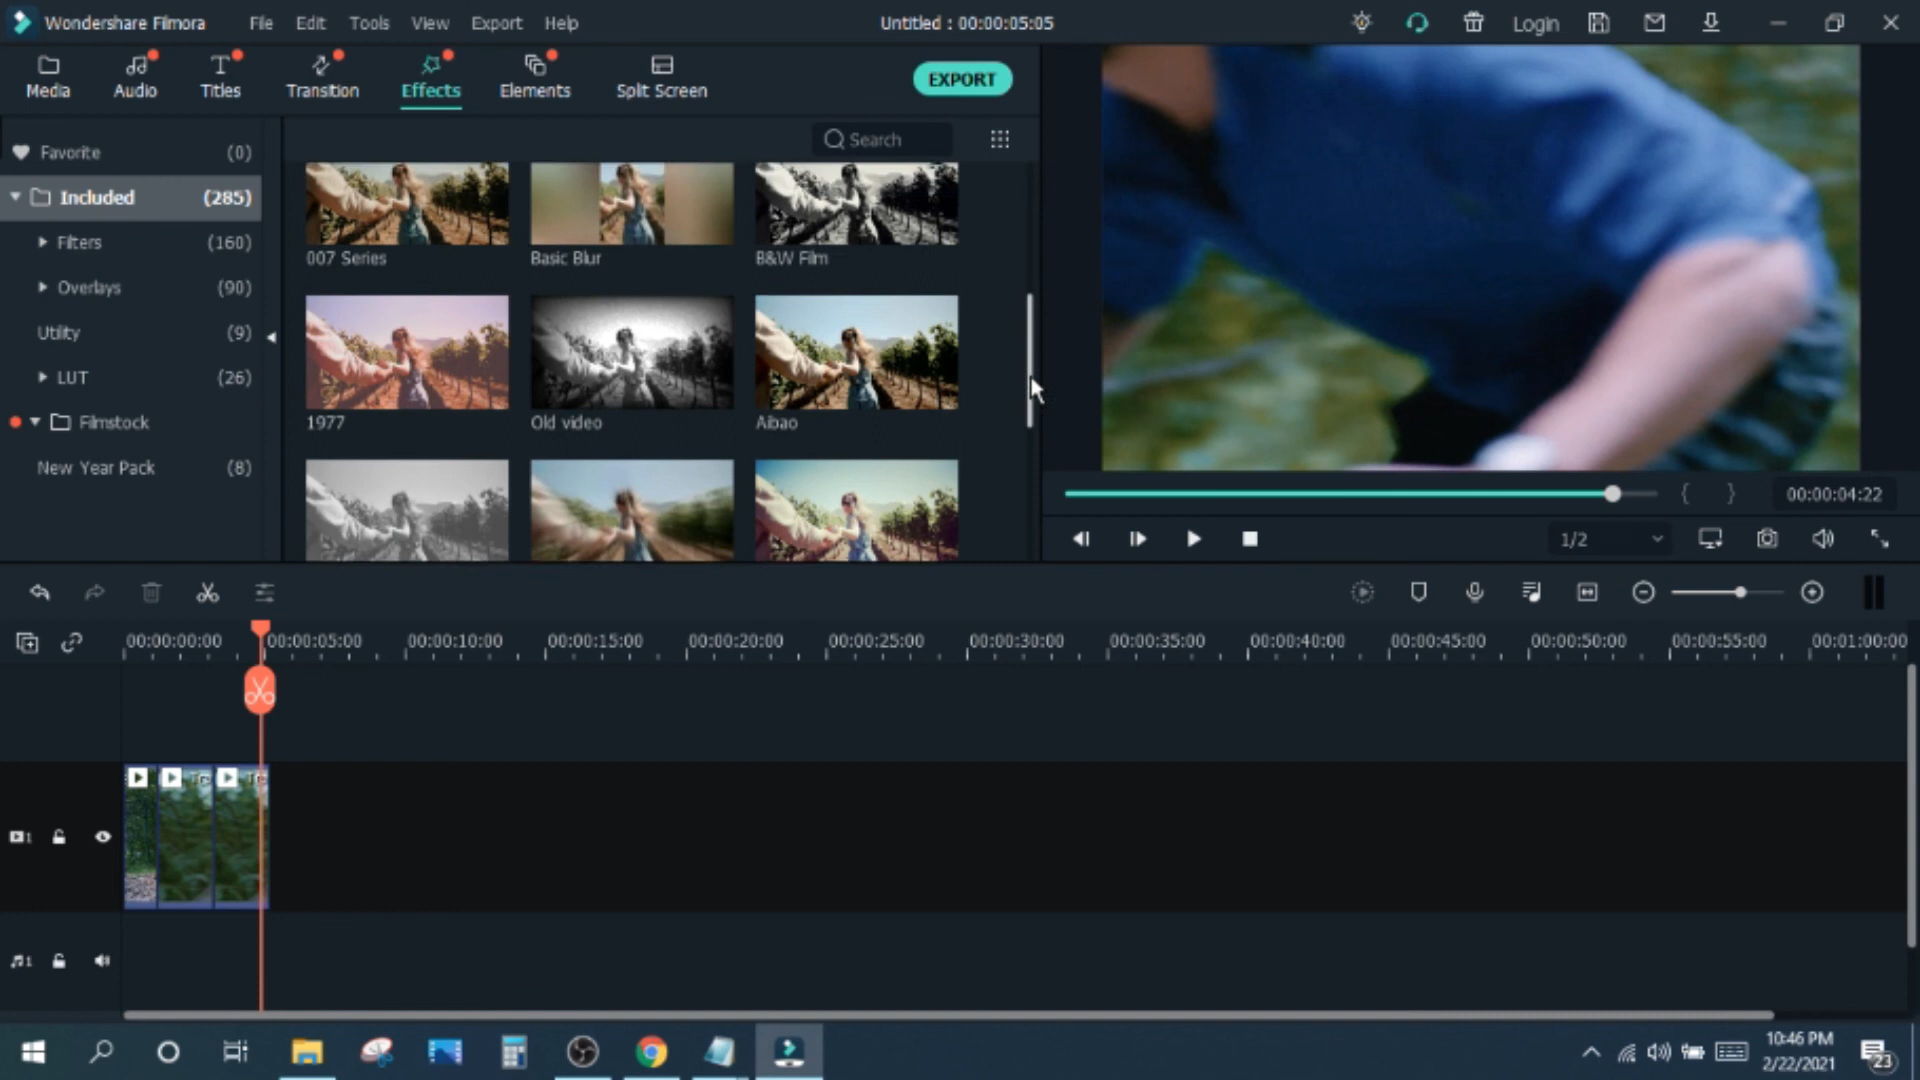 Wondershare Filmora File Edit Tools View Export Help Untitled : 00:00:05:05 Login
Media Audio Titles Transition Effects Elements Split Screen EXPORT
Search
Favorite (0)
Included (285)
Filters (160)
Overlays (90)
Utility (9)
LUT (26)
Filmstock
New Year Pack (8)
007 Series Basic Blur B&W Film
1977 Old video Aibao
{ } 00:00:04:22
1/2
00:00:00:00 00:00:05:00 00:00:10:00 00:00:15:00 00:00:20:00 00:00:25:00 00:00:30:00 00:00:35:00 00:00:40:00 00:00:45:00 00:00:50:00 00:00:55:00 00:01:00:00
1
1
10:46 PM
2/22/2021
23